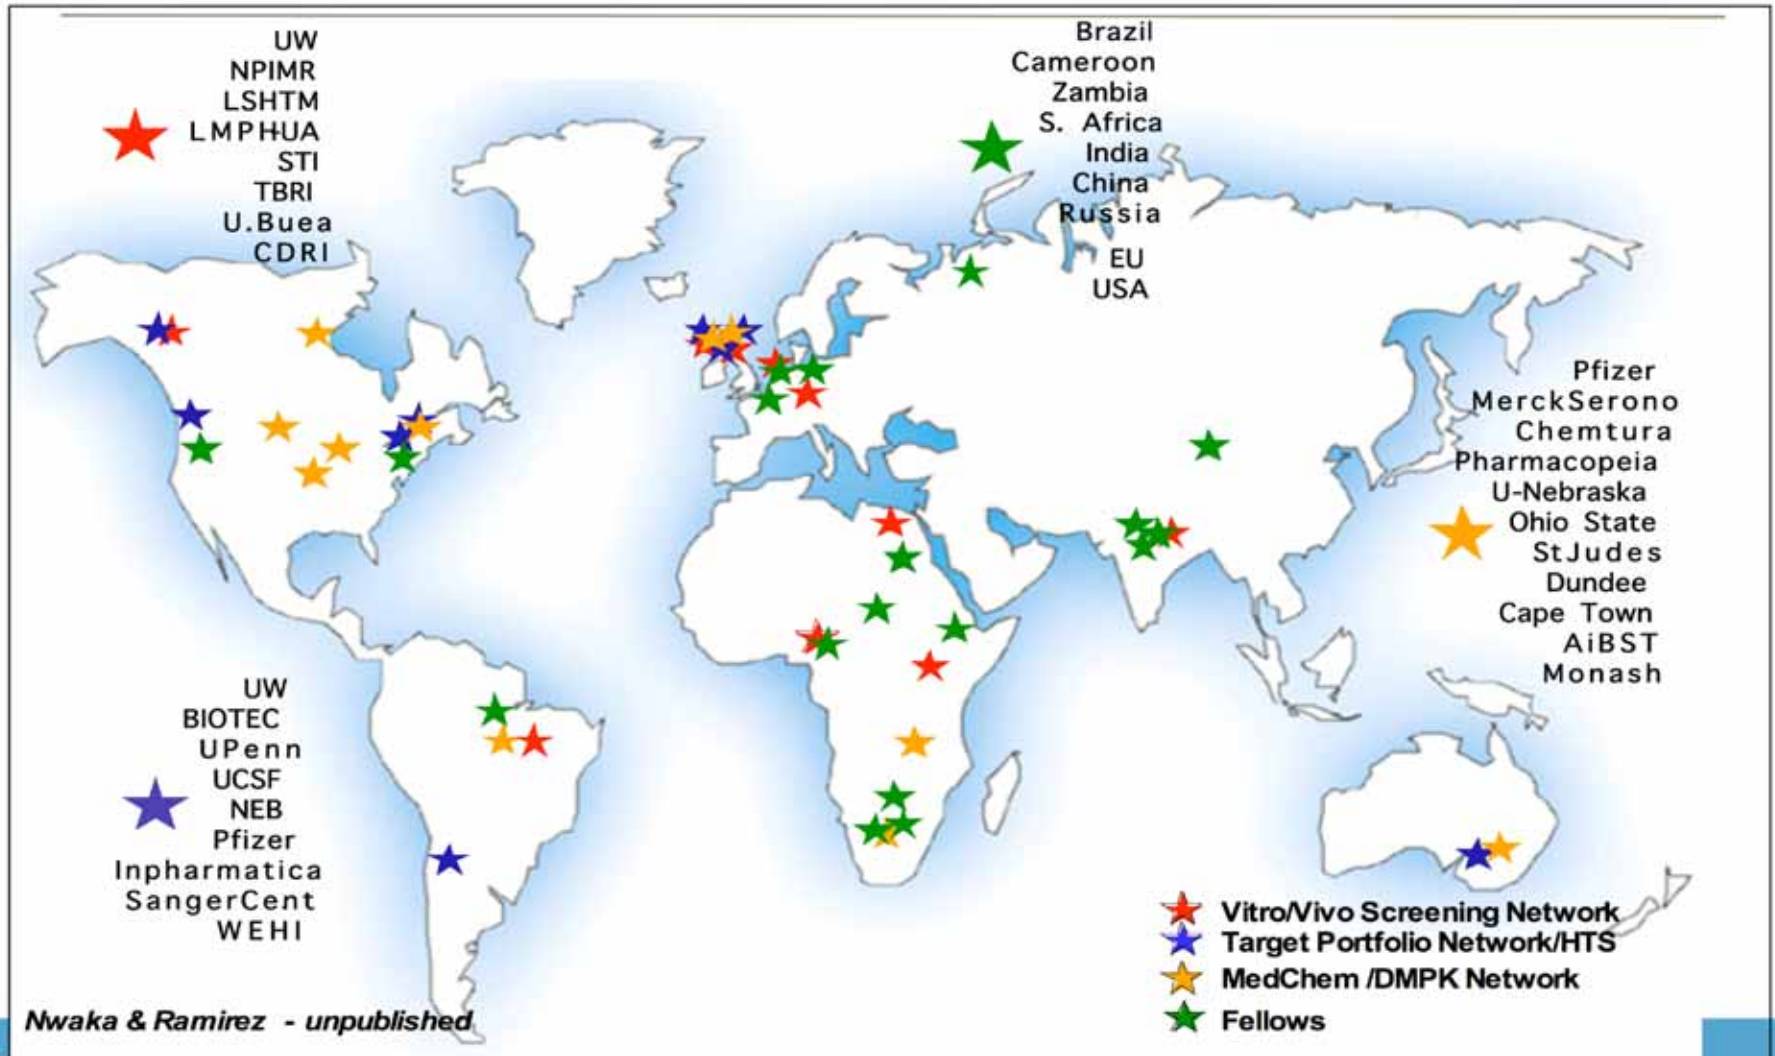 UW
NPIMR
LSHTM
LMPHUA
STI
TBRI
U.Buea
CDRI
Brazil
Cameroon
Zambia
S. Africa
India
China
Russia
EU
USA
Pfizer
MerckSerono
Chemtura
Pharmacopeia
U-Nebraska
Ohio State
StJudes
Dundee
Cape Town
AiBST
Monash
UW
BIOTEC
UPenn
UCSF
NEB
Pfizer
Inpharmatica
SangerCent
WEHI
Vitro/Vivo Screening Network
Target Portfolio Network/HTS
MedChem /DMPK Network
Fellows
Nwaka & Ramirez - unpublished